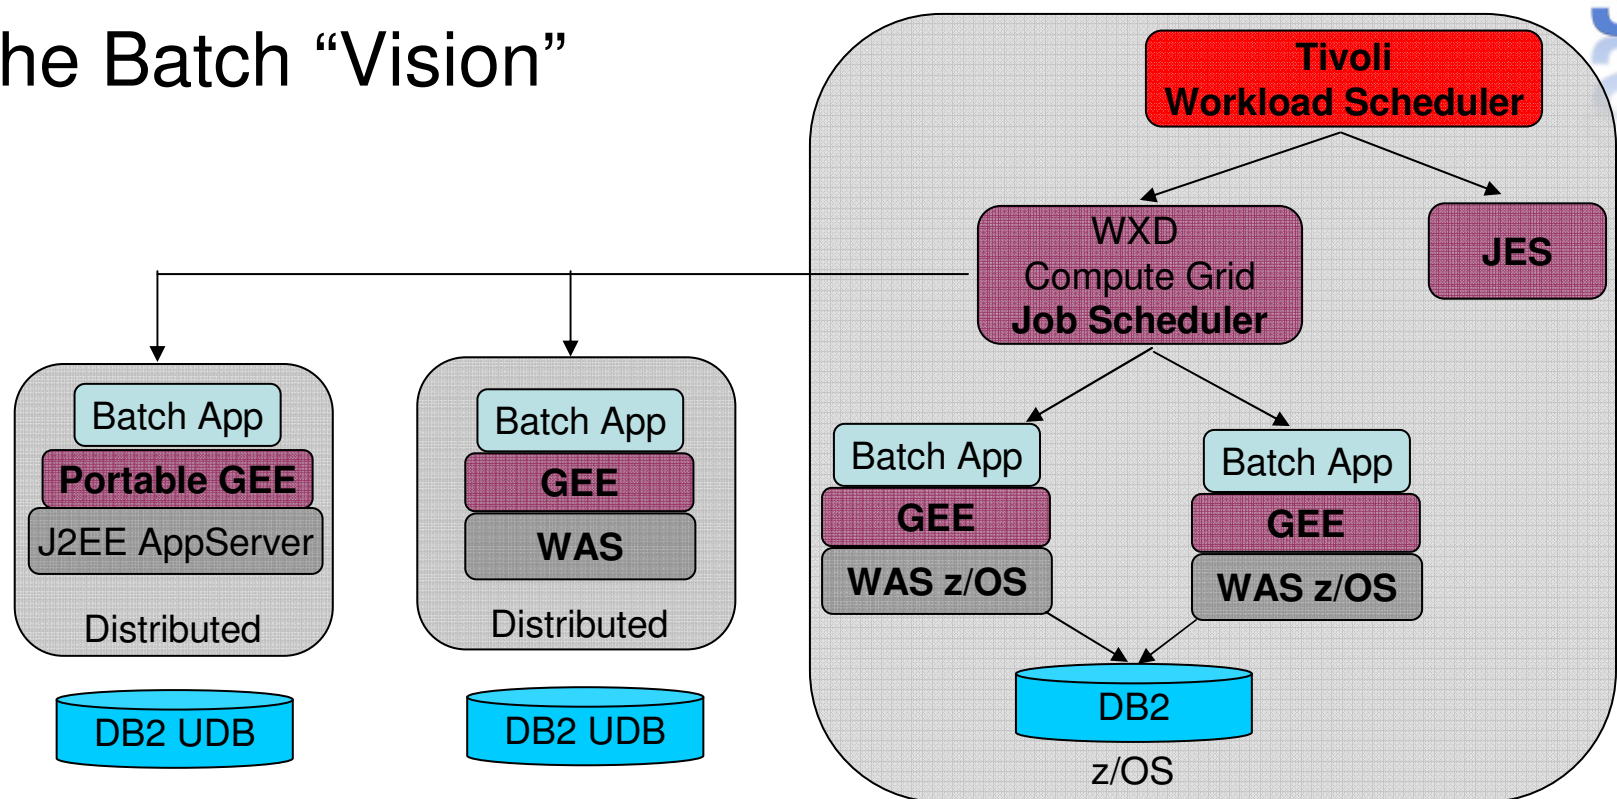 he Batch “Vision”
Tivoli
Workload Scheduler
WXD
Compute Grid
Job Scheduler
JES
Batch App
Portable GEE
J2EE AppServer
Distributed
DB2 UDB
Batch App
GEE
WAS
Distributed
DB2 UDB
Batch App
GEE
WAS z/OS
Batch App
GEE
WAS z/OS
DB2
z/OS